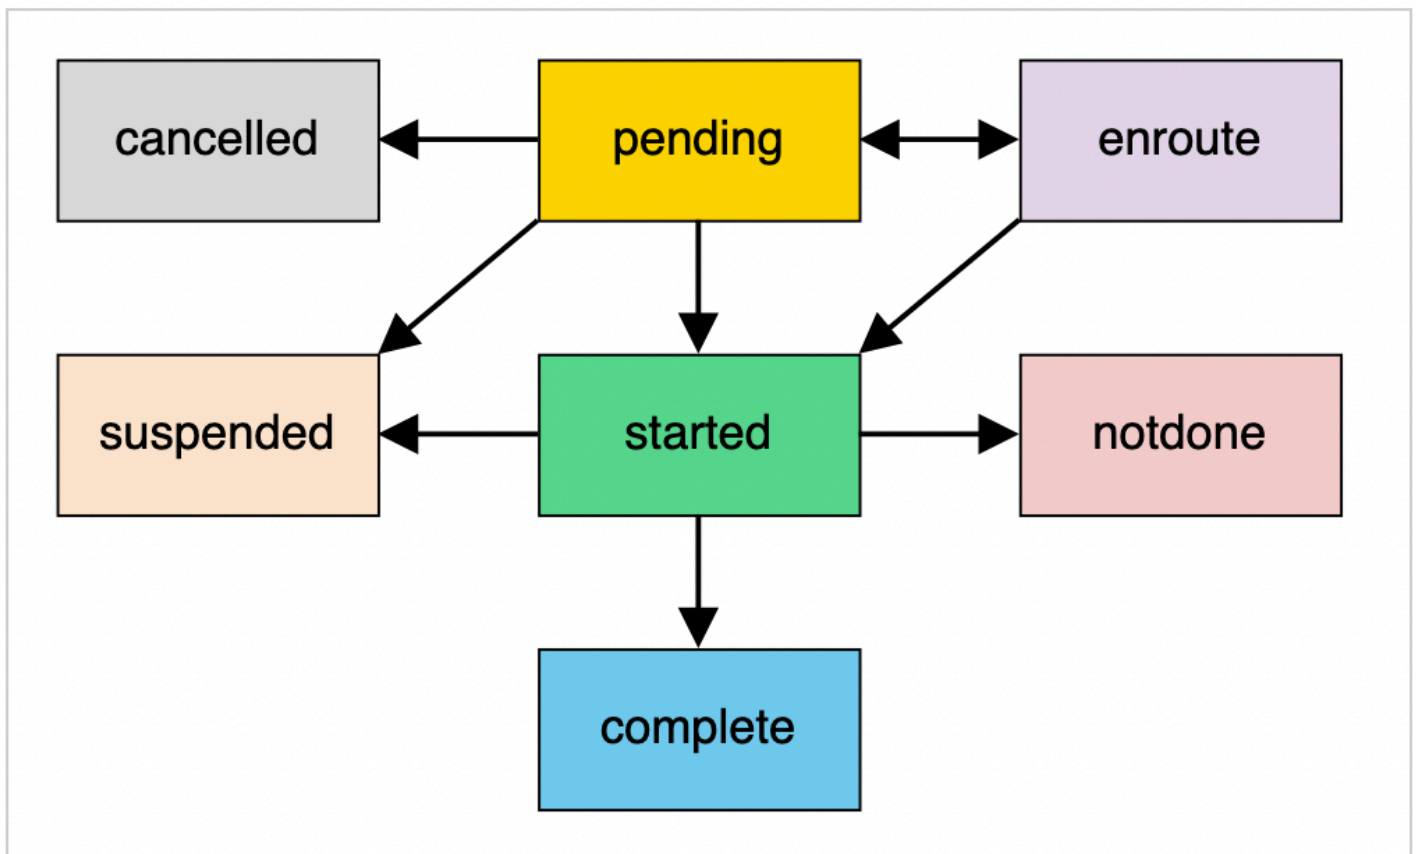 cancelled
pending
enroute
suspended
started
notdone
complete